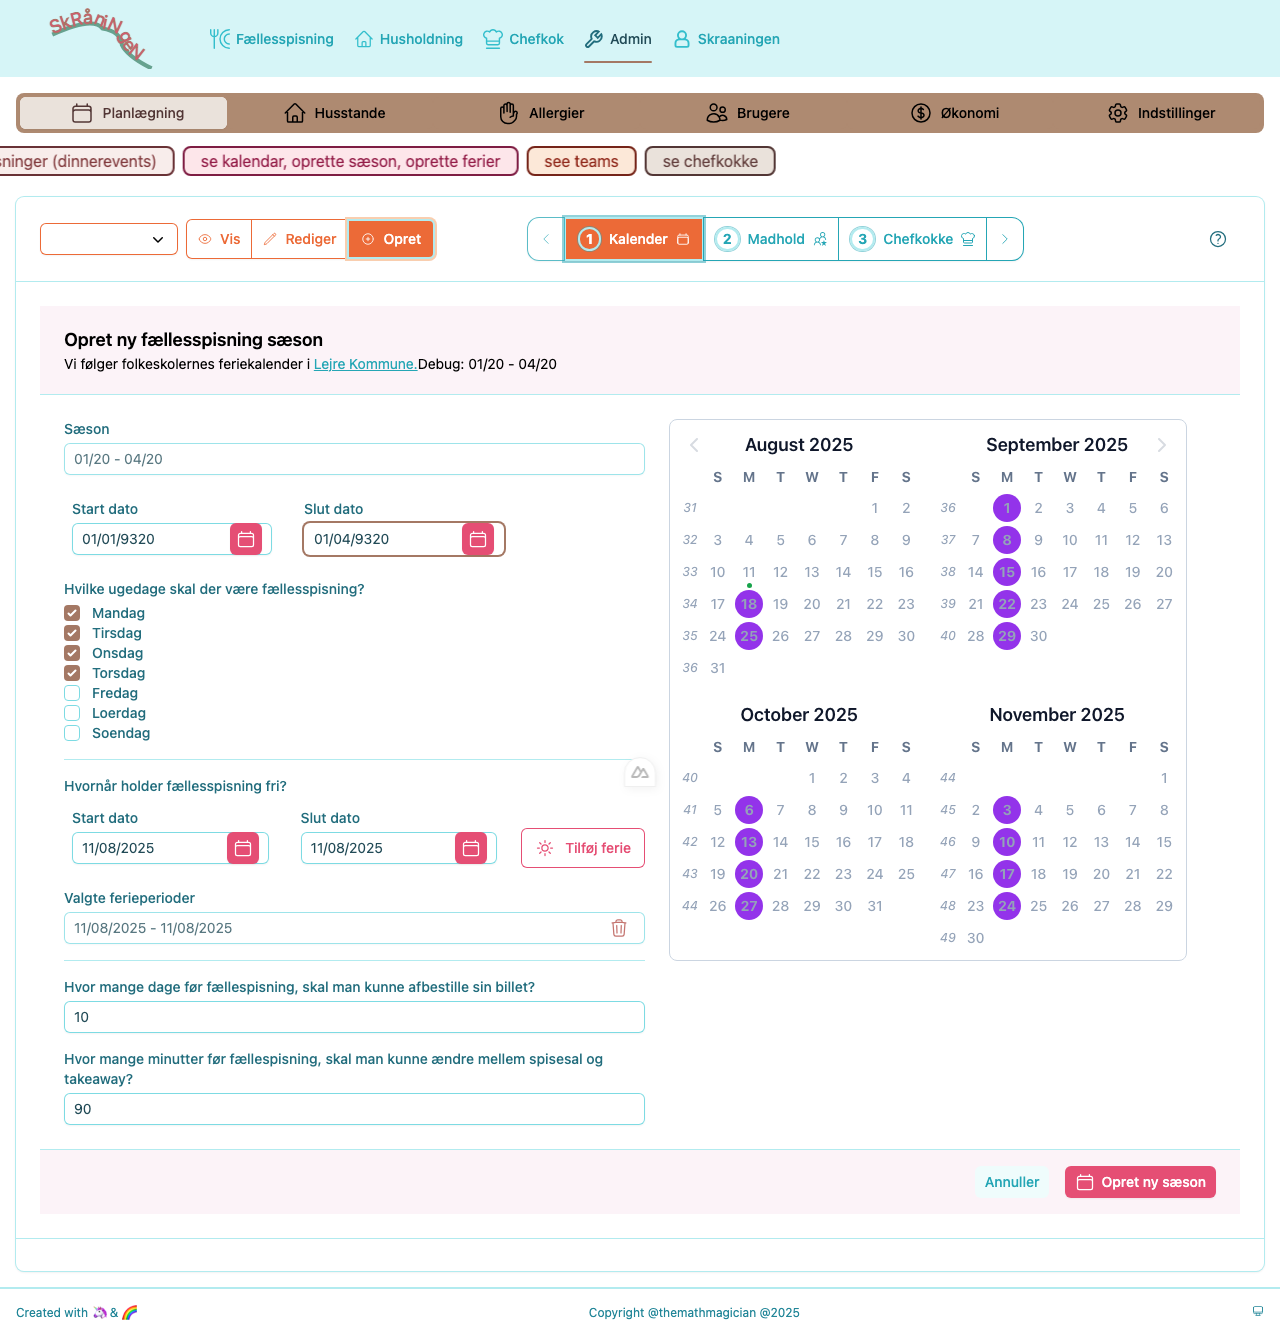 SkRåniNgeN
Fællesspisning
Husholdning
Chefkok
Admin
Skraaningen
Planlægning
Husstande
Allergier
Brugere
Økonomi
Indstillinger
sninger (dinnerevents)
se kalendar, oprette sæson, oprette ferier
see teams
se chefkokke
Vis
Rediger
Opret
1 Kalender
2 Madhold
3 Chefkokke
Opret ny fællesspisning sæson
Vi følger folkeskolernes feriekalender i Lejre Kommune.Debug: 01/20 - 04/20
Sæson
01/20 - 04/20
Start dato
Slut dato
01/01/9320
01/04/9320
Hvilke ugedage skal der være fællesspisning?
Mandag
Tirsdag
Onsdag
Torsdag
Fredag
Loerdag
Soendag
Hvornår holder fællesspisning fri?
Start dato
Slut dato
11/08/2025
11/08/2025
Tilføj ferie
Valgte ferieperioder
11/08/2025 - 11/08/2025
Hvor mange dage før fællespisning, skal man kunne afbestille sin billet?
10
Hvor mange minutter før fællespisning, skal man kunne ændre mellem spisesal og
takeaway?
90
August 2025
S M T W T F S
31 1 2
32 3 4 5 6 7 8 9
33 10 11 12 13 14 15 16
34 17 18 19 20 21 22 23
35 24 25 26 27 28 29 30
36 31
September 2025
S M T W T F S
36 1 2 3 4 5 6
37 7 8 9 10 11 12 13
38 14 15 16 17 18 19 20
39 21 22 23 24 25 26 27
40 28 29 30
October 2025
S M T W T F S
40 1 2 3 4
41 5 6 7 8 9 10 11
42 12 13 14 15 16 17 18
43 19 20 21 22 23 24 25
44 26 27 28 29 30 31
November 2025
S M T W T F S
44 1
45 2 3 4 5 6 7 8
46 9 10 11 12 13 14 15
47 16 17 18 19 20 21 22
48 23 24 25 26 27 28 29
49 30
Annuller
Opret ny sæson
Created with 🦄 & 🌈
Copyright @themathmagician @2025